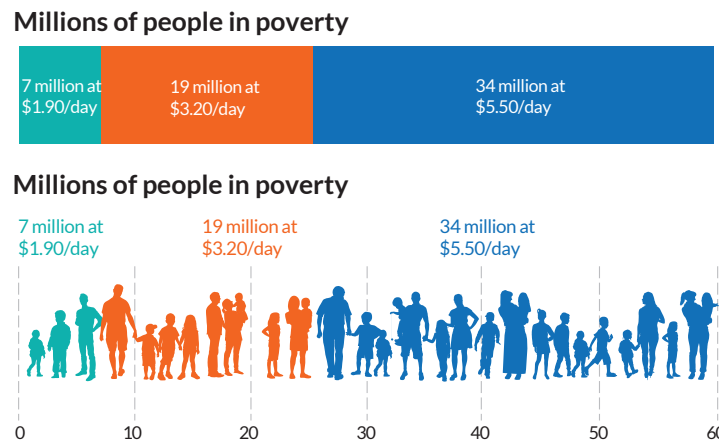 Millions of people in poverty
7 million at
$1.90/day
19 million at
$3.20/day
34 million at
$5.50/day
Millions of people in poverty
7 million at
$1.90/day
19 million at
$3.20/day
34 million at
$5.50/day
0 10 20 30 40 50 60